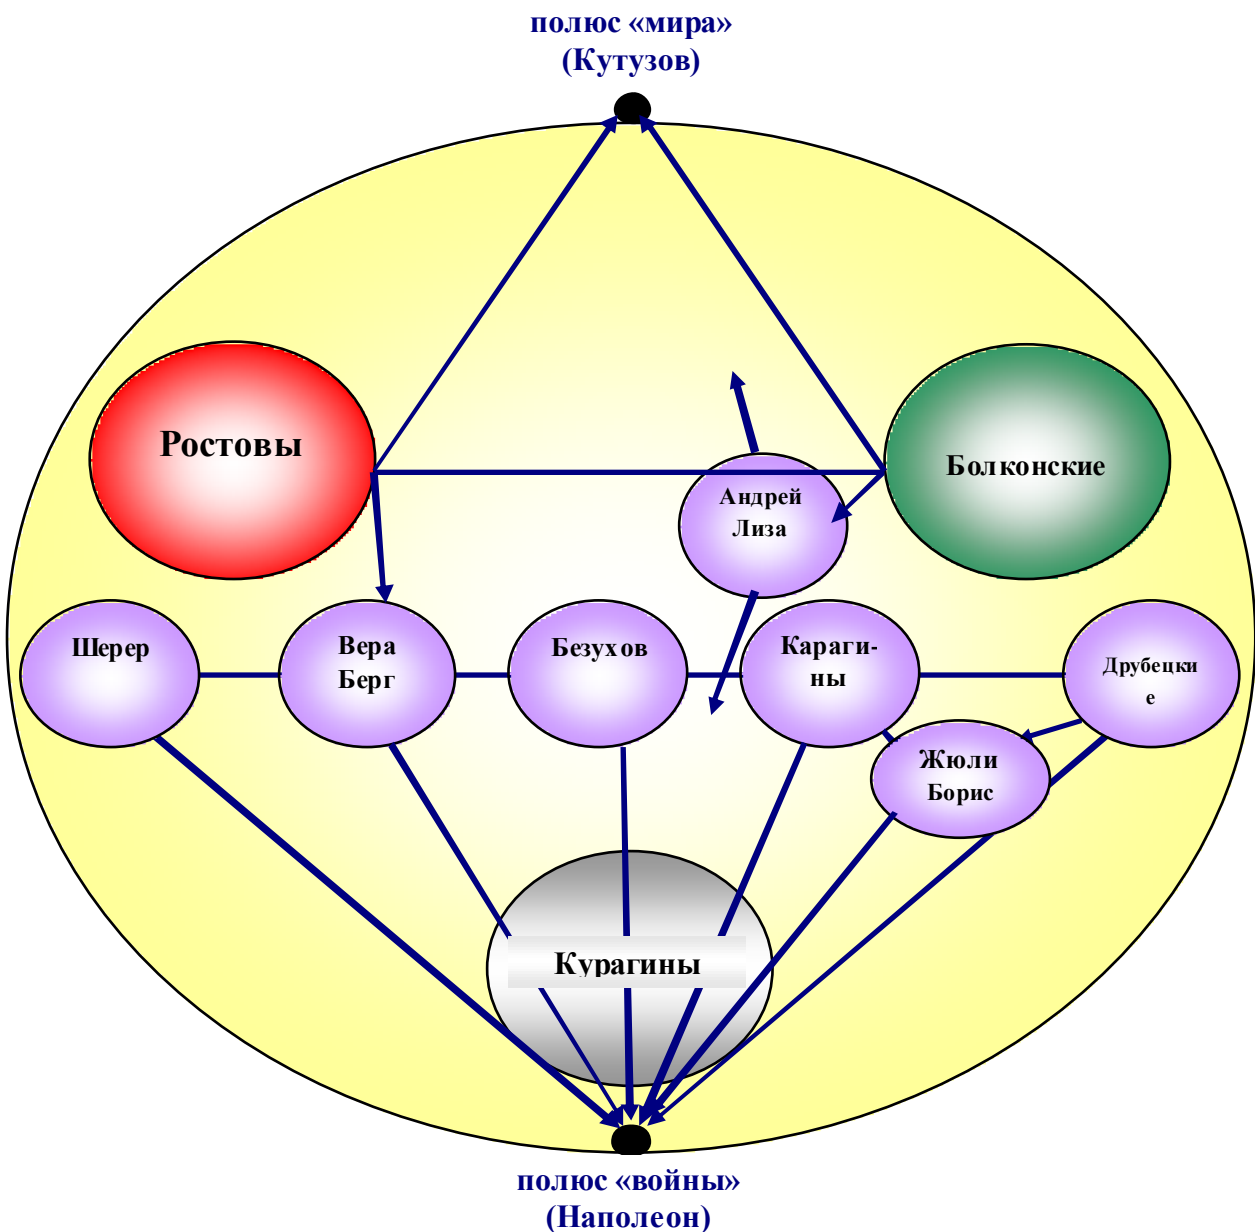 полюс «мира»
(Кутузов)
Ростовы
Болконские
Андрей
Лиза
Шерер
Вера
Берг
Безухов
Караги-
ны
Друбецки
е
Жюли
Борис
Курагины
полюс «войны»
(Наполеон)